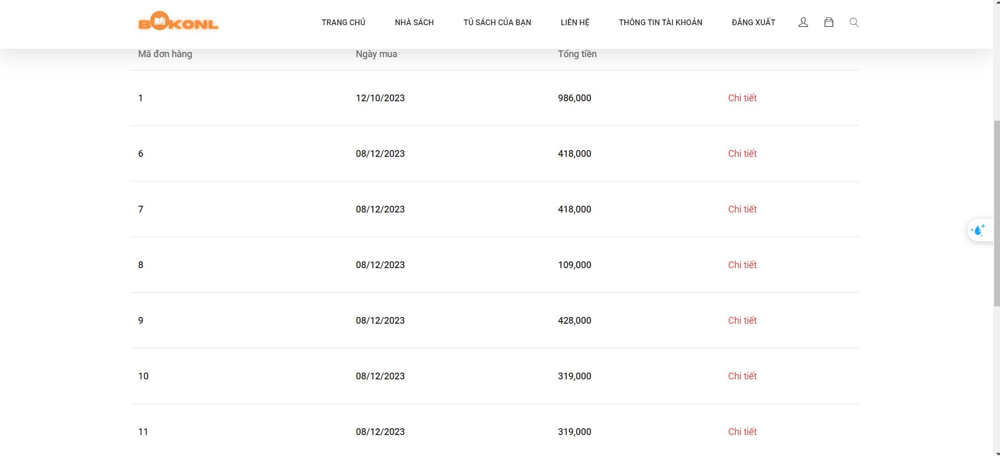 BOOKONL TRANG CHỦ NHÀ SÁCH TỦ SÁCH CỦA BẠN LIÊN HỆ THÔNG TIN TÀI KHOẢN ĐĂNG XUẤT
Mã đơn hàng Ngày mua Tổng tiền
1 12/10/2023 986,000 Chi tiết
6 08/12/2023 418,000 Chi tiết
7 08/12/2023 418,000 Chi tiết
8 08/12/2023 109,000 Chi tiết
9 08/12/2023 428,000 Chi tiết
10 08/12/2023 319,000 Chi tiết
11 08/12/2023 319,000 Chi tiết